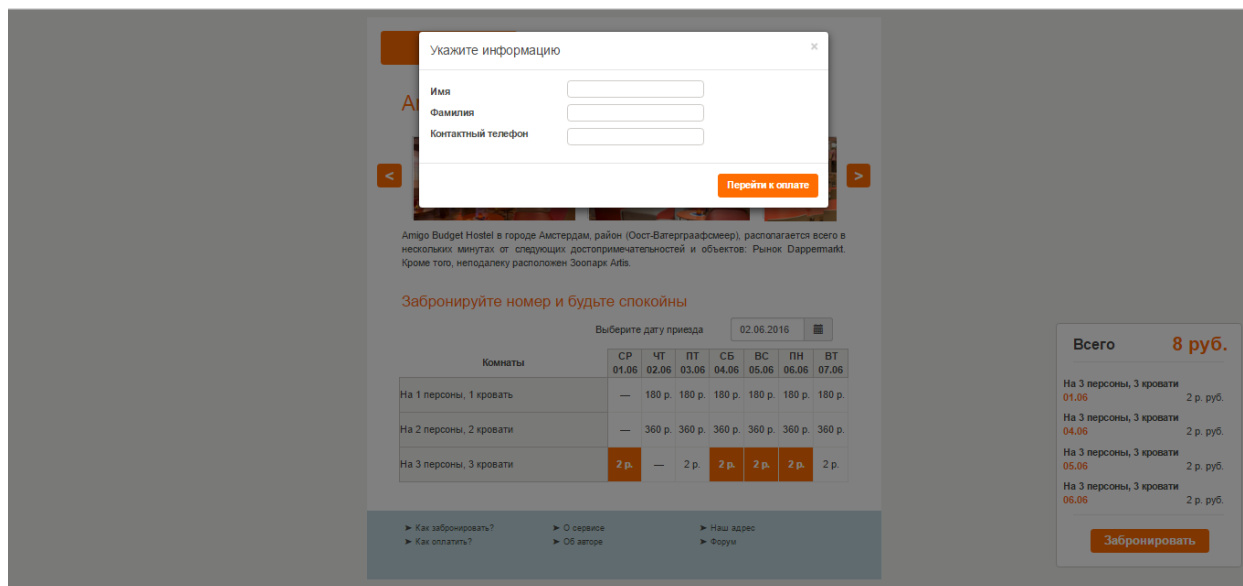 Укажите информацию ×
Имя
Фамилия
Контактный телефон
Перейти к оплате
< >
Amigo Budget Hostel в городе Амстердам, район (Оост-Ватерграафсмеер), располагается всего в
нескольких минутах от следующих достопримечательностей и объектов: Рынок Dappermarkt.
Кроме того, неподалеку расположен Зоопарк Artis.
Забронируйте номер и будьте спокойны
Выберите дату приезда 02.06.2016
Комнаты СР ЧТ ПТ СБ ВС ПН ВТ
01.06 02.06 03.06 04.06 05.06 06.06 07.06
На 1 персоны, 1 кровать — 180 р. 180 р. 180 р. 180 р. 180 р. 180 р.
На 2 персоны, 2 кровати — 360 р. 360 р. 360 р. 360 р. 360 р. 360 р.
На 3 персоны, 3 кровати 2 р. — 2 р. 2 р. 2 р. 2 р. 2 р.
➤ Как забронировать? ➤ О сервисе ➤ Наш адрес
➤ Как оплатить? ➤ Об авторе ➤ Форум
Всего 8 руб.
На 3 персоны, 3 кровати
01.06 2 р. руб.
На 3 персоны, 3 кровати
04.06 2 р. руб.
На 3 персоны, 3 кровати
05.06 2 р. руб.
На 3 персоны, 3 кровати
06.06 2 р. руб.
Забронировать